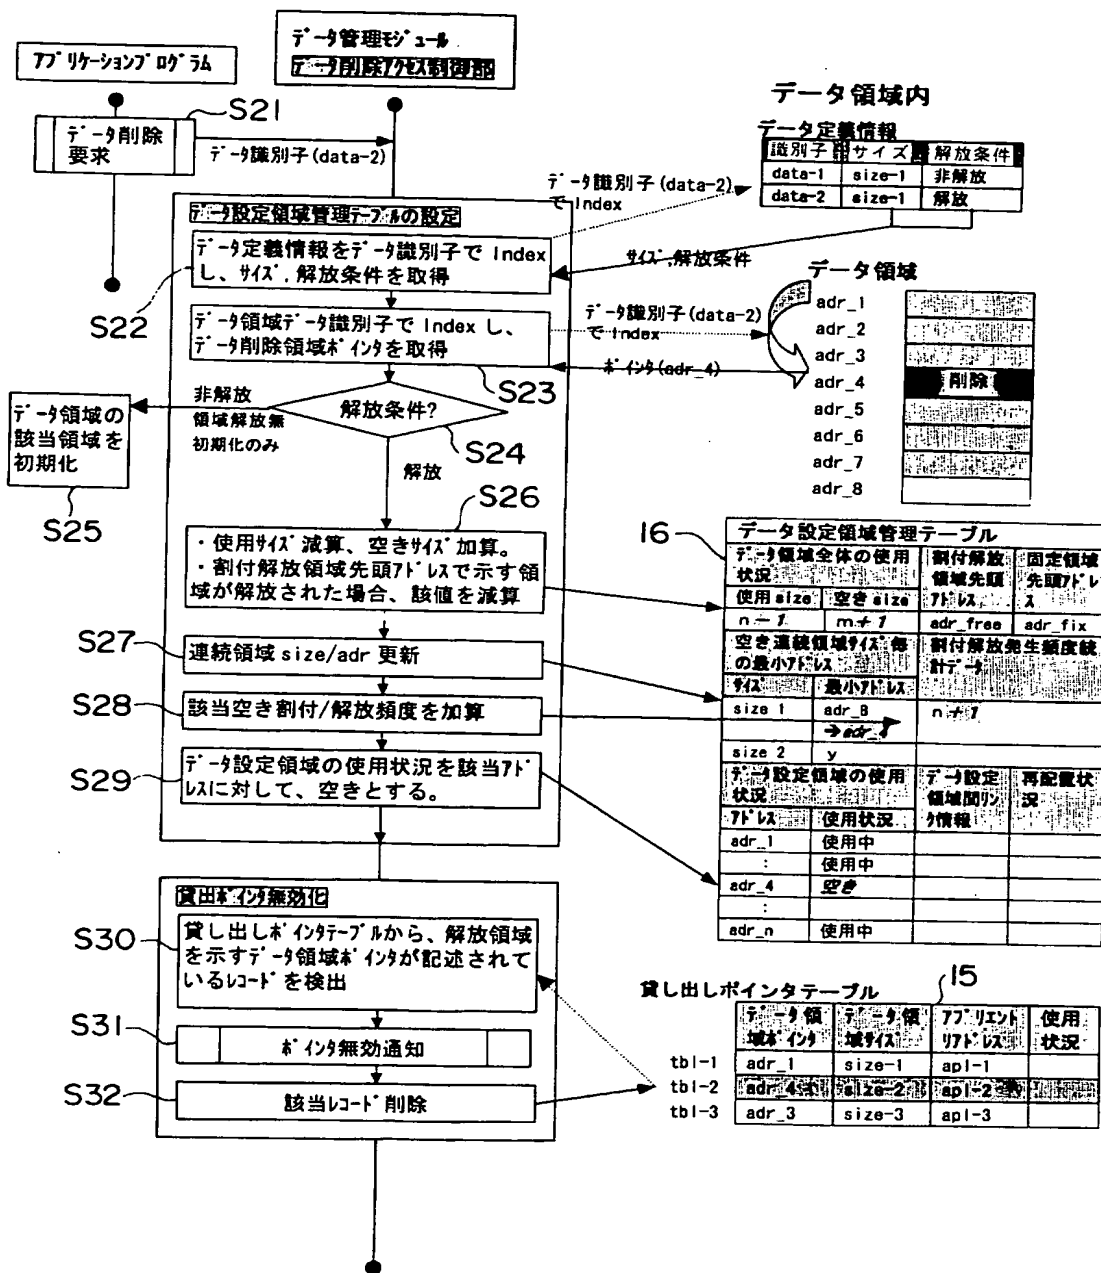 アプリケーションプログラム
データ管理モジュール
データ削除アクセス制御部
S21
データ削除
要求
データ識別子(data-2)
データ設定領域管理テーブルの設定
データ定義情報をデータ識別子で Index
し、サイズ,解放条件を取得
S22
データ領域データ識別子で Index し、
データ削除領域ポインタを取得
S23
解放条件?
S24
非解放
領域解放無
初期化のみ
データ領域の
該当領域を
初期化
S25
解放
S26
・使用サイズ減算、空きサイズ加算。
・割付解放領域先頭アドレスで示す領
域が解放された場合、該値を減算
S27
連続領域 size/adr 更新
S28
該当空き割付/解放頻度を加算
S29
データ設定領域の使用状況を該当アド
レスに対して、空きとする。
貸出ポインタ無効化
S30
貸し出しポインタテーブルから、解放領域
を示すデータ領域ポインタが記述されて
いるレコードを検出
S31
ポインタ無効通知
S32
該当レコード削除
データ領域内
データ定義情報
識別子 サイズ 解放条件
data-1 size-1 非解放
data-2 size-1 解放
データ識別子(data-2)
で Index
サイズ,解放条件
データ領域
データ識別子(data-2)
で Index
ポインタ(adr_4)
adr_1
adr_2
adr_3
adr_4 削除
adr_5
adr_6
adr_7
adr_8
16
データ設定領域管理テーブル
データ領域全体の使用
状況
割付解放
領域先頭
アドレス
固定領域
先頭アドレ
ス
使用size 空きsize
n-1 m+1 adr_free adr_fix
空き連続領域サイズ毎
の最小アドレス
割付解放発生頻度統
計データ
サイズ 最小アドレス
size 1 adr_8 n+1
→adr_4
size 2 y
データ設定領域の使用
状況
データ設定
領域間リン
ク情報
再配置状
況
アドレス 使用状況
adr_1 使用中
: 使用中
adr_4 空き
:
adr_n 使用中
貸し出しポインタテーブル
15
データ領
域ポインタ
データ領
域サイズ
アプリエント
リアドレス
使用
状況
tbl-1 adr_1 size-1 apl-1
tbl-2 adr_4 size-2 apl-2
tbl-3 adr_3 size-3 apl-3